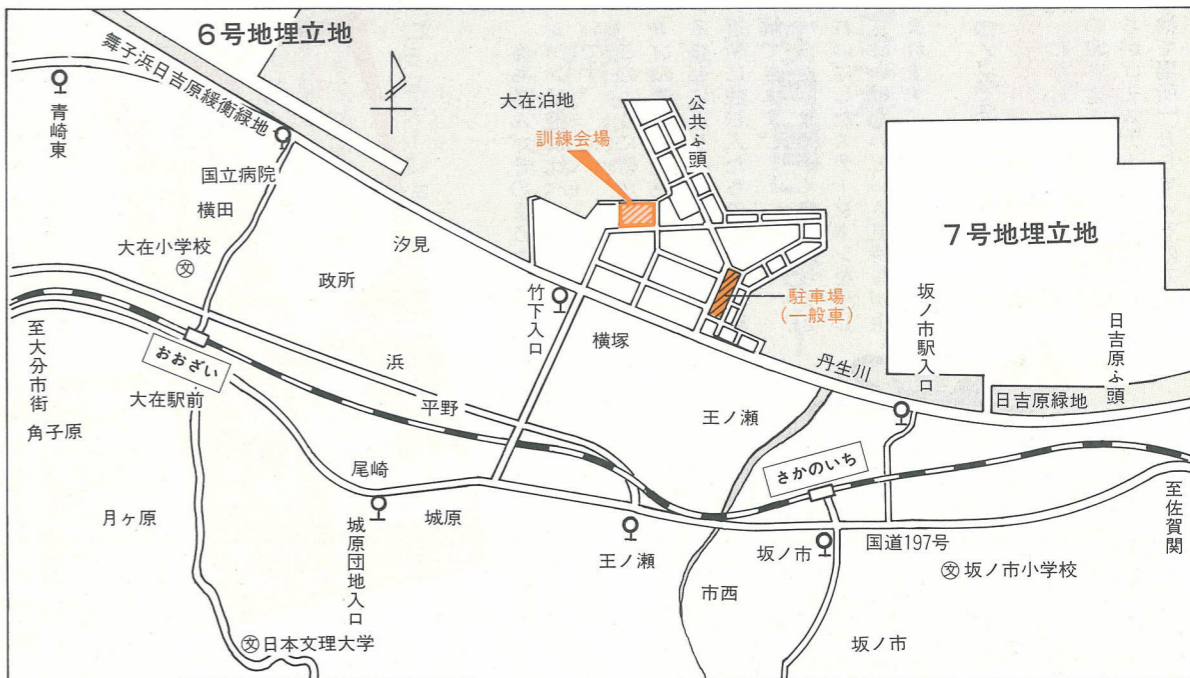 6号地埋立地
舞子浜日吉原緩衡緑地
青崎東
国立病院
横田
大在小学校
文
汐見
政所
大在泊地
訓練会場
公共ふ頭
7号地埋立地
駐車場
(一般車)
竹下入口
横塚
坂ノ市駅入口
日吉原ふ頭
丹生川
日吉原緑地
至大分市街
おおざい
大在駅前
角子原
浜
平野
王ノ瀬
さかのいち
至佐賀関
尾崎
月ヶ原
城原団地入口
城原
王ノ瀬
坂ノ市
国道197号
文坂ノ市小学校
市西
坂ノ市
文日本文理大学